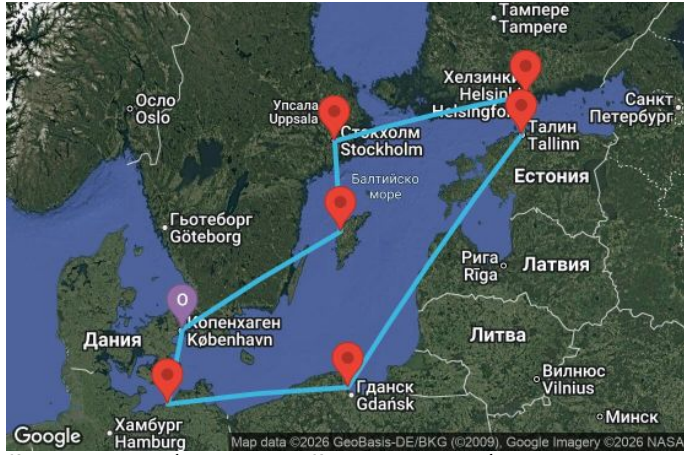 Тампере
Tampere
Хелзинки
Helsinki
Helsingfo
Санкт
Петербург
Осло
Oslo
Упсала
Uppsala
Стокхолм
Stockholm
Талин
Tallinn
Балтийско
море
Естония
Гьотеборг
Göteborg
Рига
Rīga
Латвия
O
Копенхаген
København
Дания
Литва
Вилнюс
Vilnius
Гданск
Gdańsk
Минск
Хамбург
Hamburg
Google
Map data ©2026 GeoBasis-DE/BKG (©2009), Google Imagery ©2026 NASA